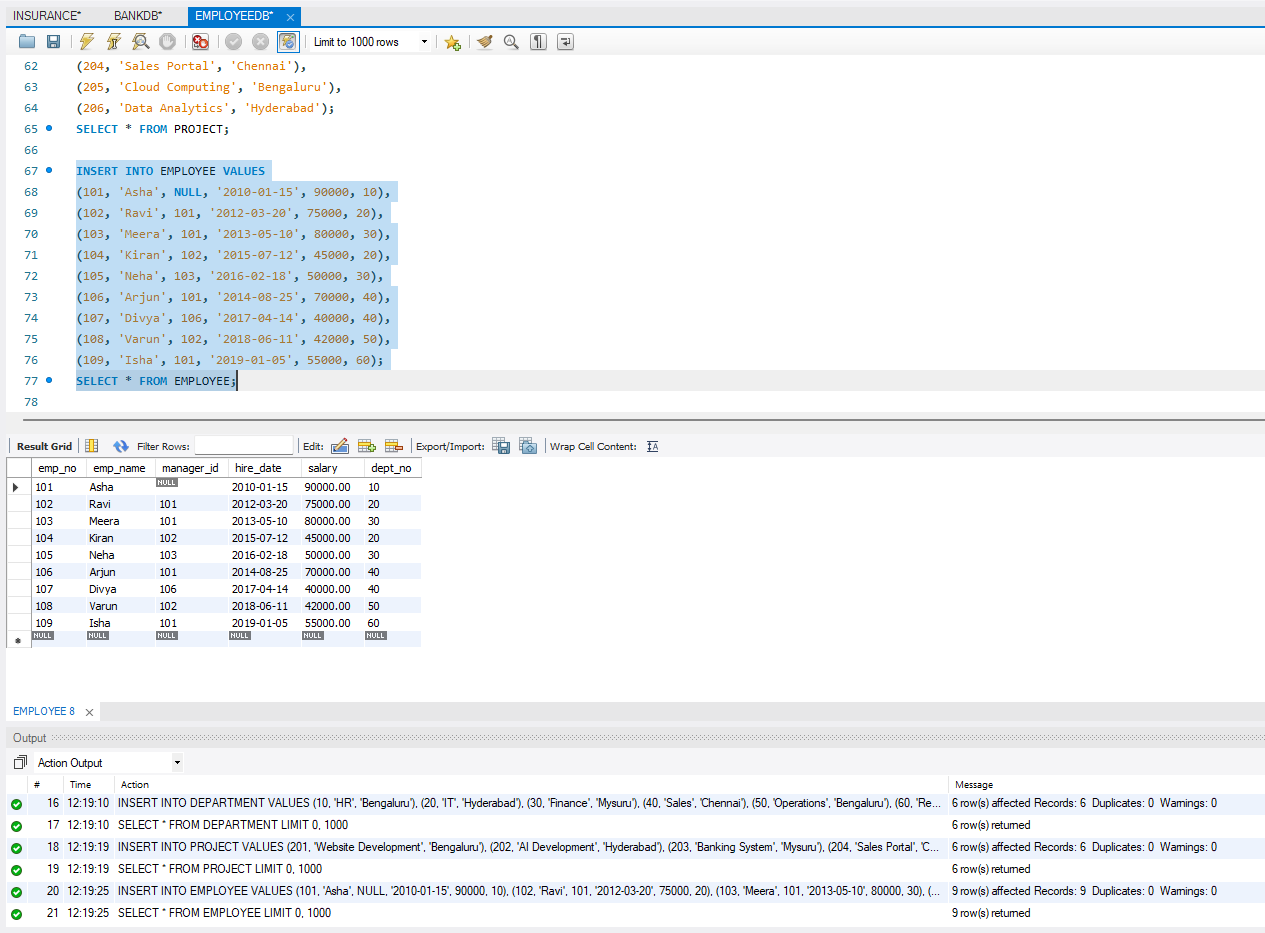 INSURANCE* BANKDB* EMPLOYEEDB*
Limit to 1000 rows
62 (204, 'Sales Portal', 'Chennai'),
63 (205, 'Cloud Computing', 'Bengaluru'),
64 (206, 'Data Analytics', 'Hyderabad');
65 SELECT * FROM PROJECT;
66
67 INSERT INTO EMPLOYEE VALUES
68 (101, 'Asha', NULL, '2010-01-15', 90000, 10),
69 (102, 'Ravi', 101, '2012-03-20', 75000, 20),
70 (103, 'Meera', 101, '2013-05-10', 80000, 30),
71 (104, 'Kiran', 102, '2015-07-12', 45000, 20),
72 (105, 'Neha', 103, '2016-02-18', 50000, 30),
73 (106, 'Arjun', 101, '2014-08-25', 70000, 40),
74 (107, 'Divya', 106, '2017-04-14', 40000, 40),
75 (108, 'Varun', 102, '2018-06-11', 42000, 50),
76 (109, 'Isha', 101, '2019-01-05', 55000, 60);
77 SELECT * FROM EMPLOYEE;
78
Result Grid Filter Rows: Edit: Export/Import: Wrap Cell Content:
emp_no emp_name manager_id hire_date salary dept_no
101 Asha NULL 2010-01-15 90000.00 10
102 Ravi 101 2012-03-20 75000.00 20
103 Meera 101 2013-05-10 80000.00 30
104 Kiran 102 2015-07-12 45000.00 20
105 Neha 103 2016-02-18 50000.00 30
106 Arjun 101 2014-08-25 70000.00 40
107 Divya 106 2017-04-14 40000.00 40
108 Varun 102 2018-06-11 42000.00 50
109 Isha 101 2019-01-05 55000.00 60
NULL NULL NULL NULL NULL NULL
EMPLOYEE 8
Output
Action Output
# Time Action Message
16 12:19:10 INSERT INTO DEPARTMENT VALUES (10, 'HR', 'Bengaluru'), (20, 'IT', 'Hyderabad'), (30, 'Finance', 'Mysuru'), (40, 'Sales', 'Chennai'), (50, 'Operations', 'Bengaluru'), (60, 'Re... 6 row(s) affected Records: 6 Duplicates: 0 Warnings: 0
17 12:19:10 SELECT * FROM DEPARTMENT LIMIT 0, 1000 6 row(s) returned
18 12:19:19 INSERT INTO PROJECT VALUES (201, 'Website Development', 'Bengaluru'), (202, 'AI Development', 'Hyderabad'), (203, 'Banking System', 'Mysuru'), (204, 'Sales Portal', 'C... 6 row(s) affected Records: 6 Duplicates: 0 Warnings: 0
19 12:19:19 SELECT * FROM PROJECT LIMIT 0, 1000 6 row(s) returned
20 12:19:25 INSERT INTO EMPLOYEE VALUES (101, 'Asha', NULL, '2010-01-15', 90000, 10), (102, 'Ravi', 101, '2012-03-20', 75000, 20), (103, 'Meera', 101, '2013-05-10', 80000, 30), (... 9 row(s) affected Records: 9 Duplicates: 0 Warnings: 0
21 12:19:25 SELECT * FROM EMPLOYEE LIMIT 0, 1000 9 row(s) returned